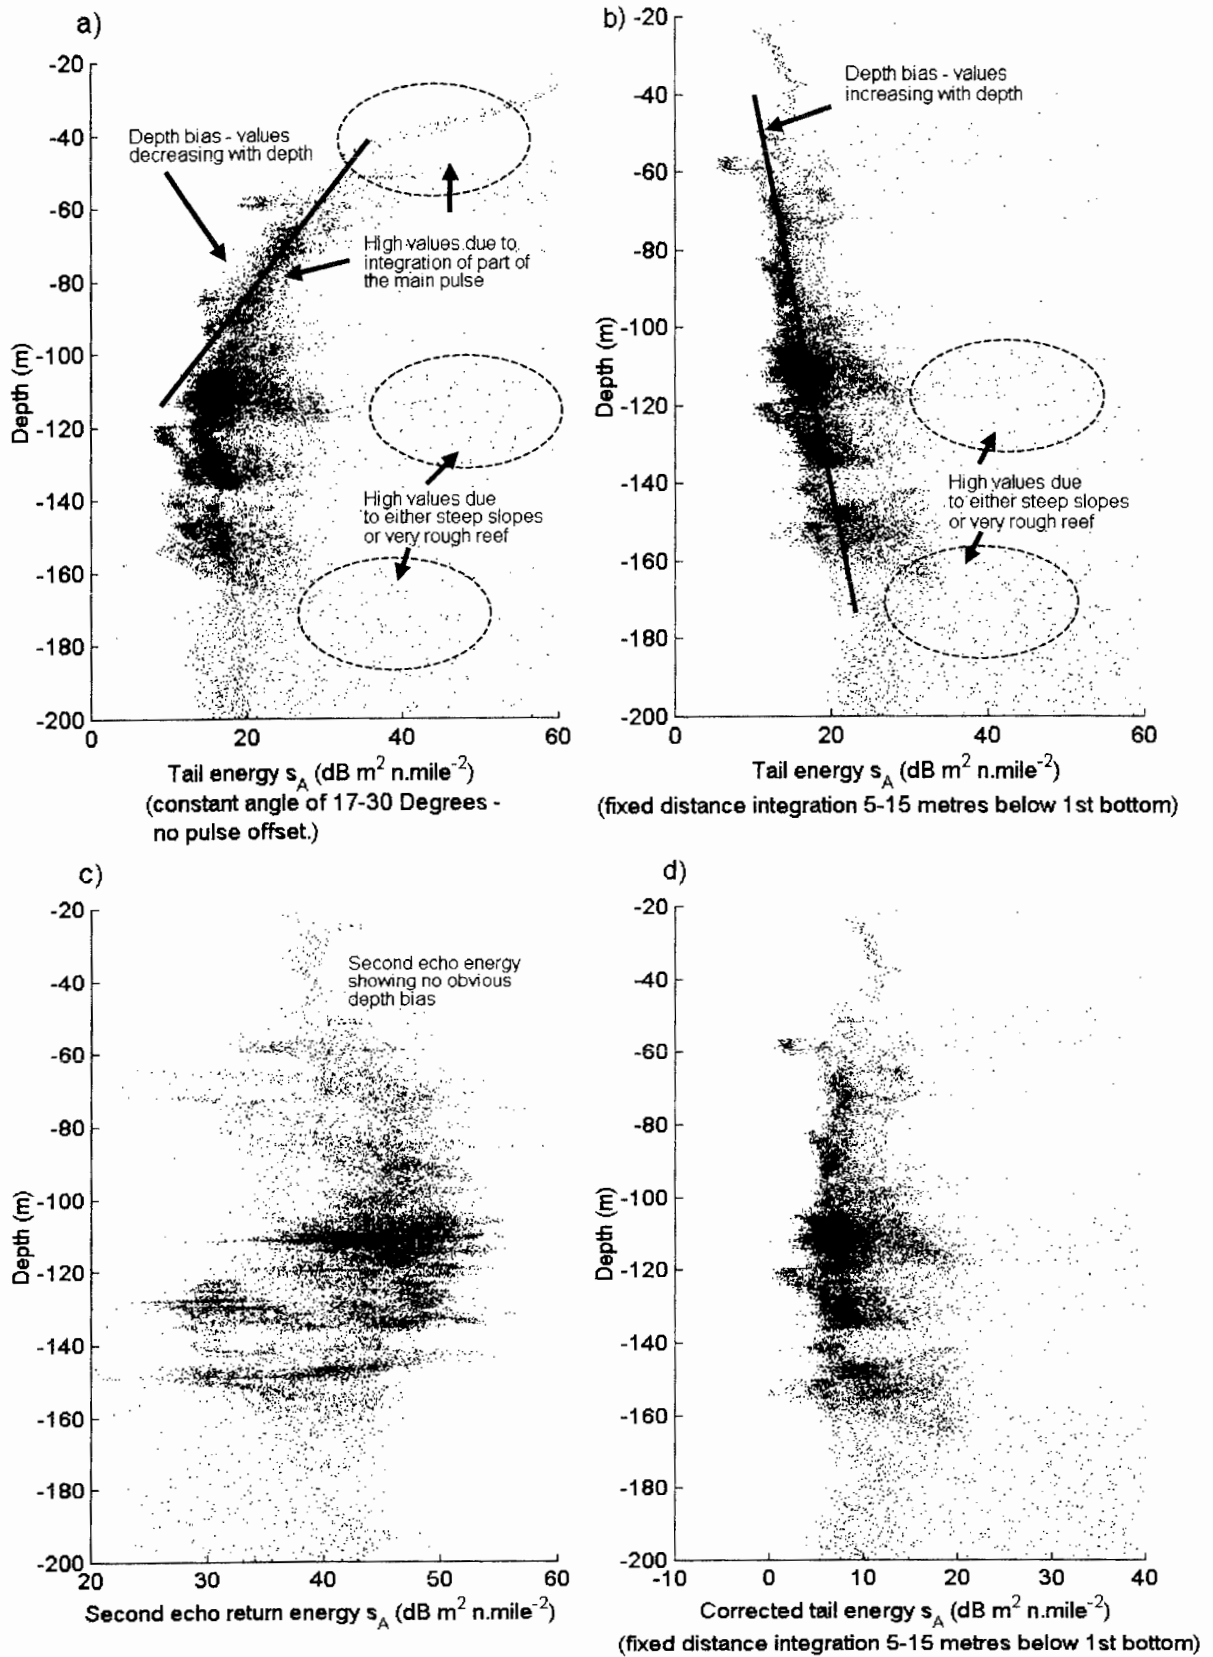 a)
-20
-40
-60
-80
-100
-120
-140
-160
-180
-200
Depth (m)
Depth bias - values
decreasing with depth
High values due to
integration of part of
the main pulse
High values due
to either steep slopes
or very rough reef
0 20 40 60
Tail energy s_A (dB m² n.mile⁻²)
(constant angle of 17-30 Degrees -
no pulse offset.)
b)
-20
-40
-60
-80
-100
-120
-140
-160
-180
-200
Depth (m)
Depth bias - values
increasing with depth
High values due
to either steep slopes
or very rough reef
0 20 40 60
Tail energy s_A (dB m² n.mile⁻²)
(fixed distance integration 5-15 metres below 1st bottom)
c)
-20
-40
-60
-80
-100
-120
-140
-160
-180
-200
Depth (m)
Second echo energy
showing no obvious
depth bias
20 30 40 50 60
Second echo return energy s_A (dB m² n.mile⁻²)
d)
-20
-40
-60
-80
-100
-120
-140
-160
-180
-200
Depth (m)
-10 0 10 20 30 40
Corrected tail energy s_A (dB m² n.mile⁻²)
(fixed distance integration 5-15 metres below 1st bottom)